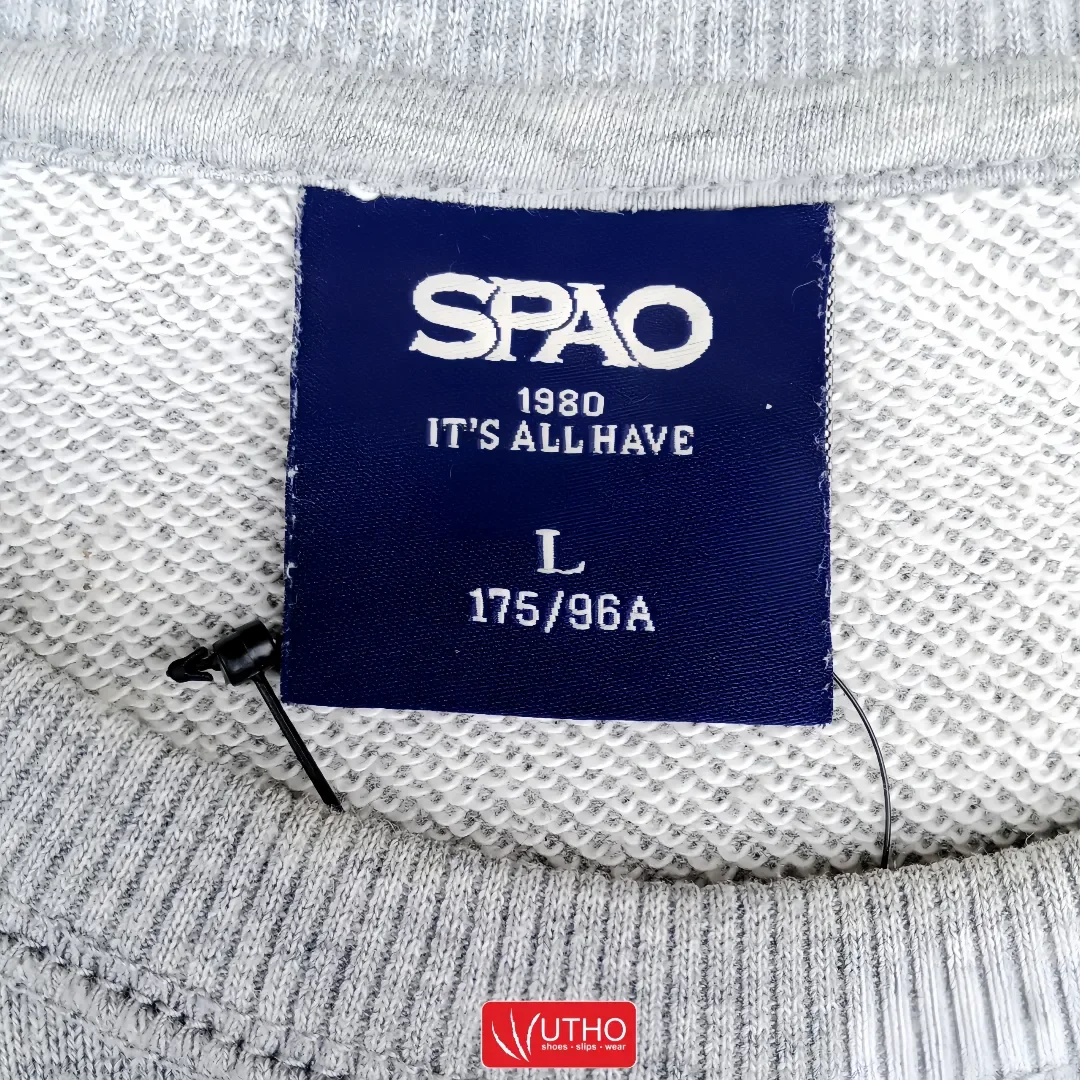 SPAO
1980
IT'S ALL HAVE
L
175/96A
UTHO
shoes · slips · wear